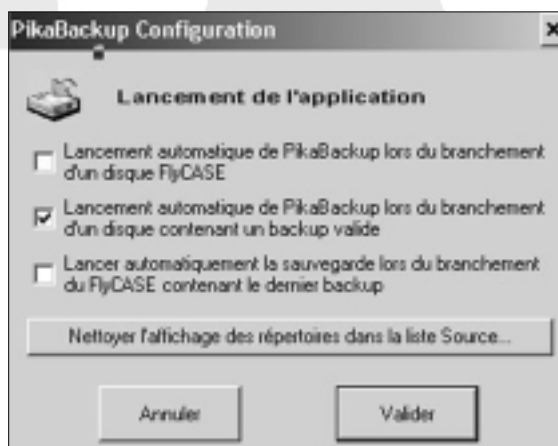 PikaBackup Configuration
Lancement de l'application
Lancement automatique de PikaBackup lors du branchement
d'un disque FlyCASE
Lancement automatique de PikaBackup lors du branchement
d'un disque contenant un backup valide
Lancer automatiquement la sauvegarde lors du branchement
du FlyCASE contenant le dernier backup
Nettoyer l'affichage des répertoires dans la liste Source...
Annuler
Valider